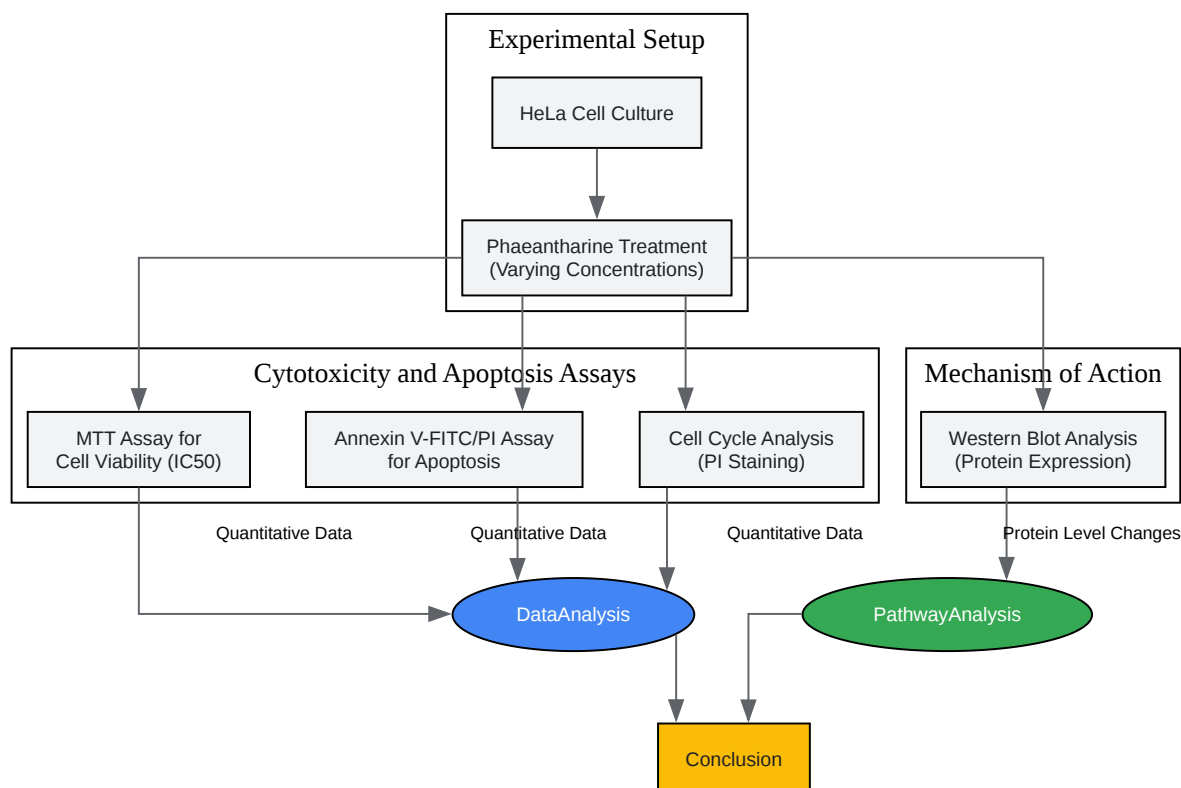 Experimental Setup
HeLa Cell Culture
Phaeantharine Treatment
(Varying Concentrations)
Cytotoxicity and Apoptosis Assays
Mechanism of Action
MTT Assay for
Cell Viability (IC50)
Annexin V-FITC/PI Assay
for Apoptosis
Cell Cycle Analysis
(PI Staining)
Western Blot Analysis
(Protein Expression)
Quantitative Data
Quantitative Data
Quantitative Data
Protein Level Changes
DataAnalysis
PathwayAnalysis
Conclusion